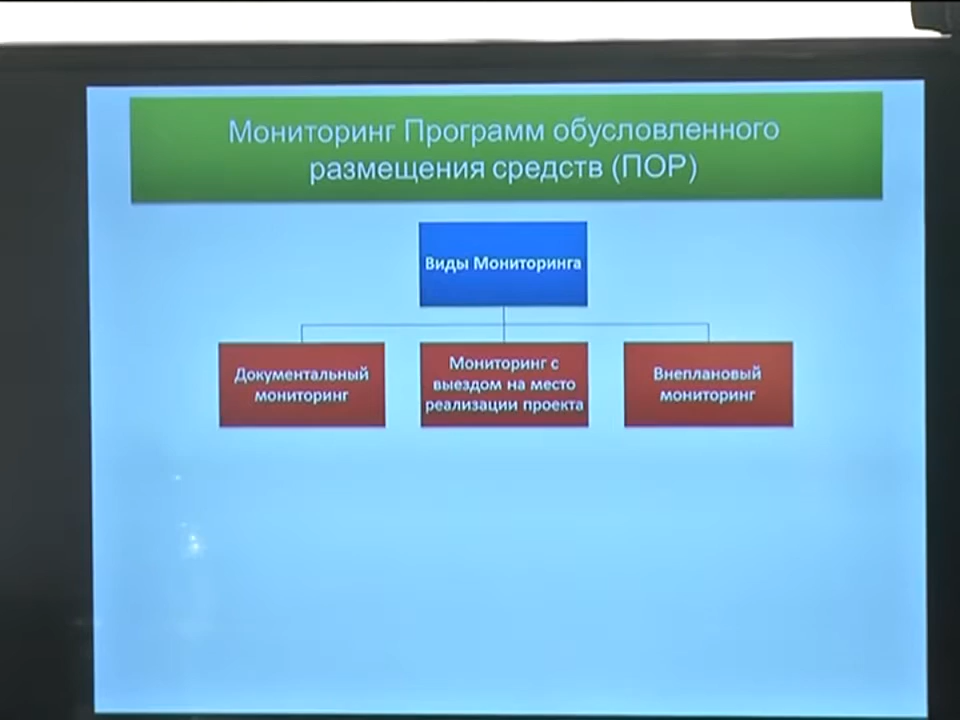 Мониторинг Программ обусловленного
размещения средств (ПОР)
Виды Мониторинга
Документальный
мониторинг
Мониторинг с
выездом на место
реализации проекта
Внеплановый
мониторинг